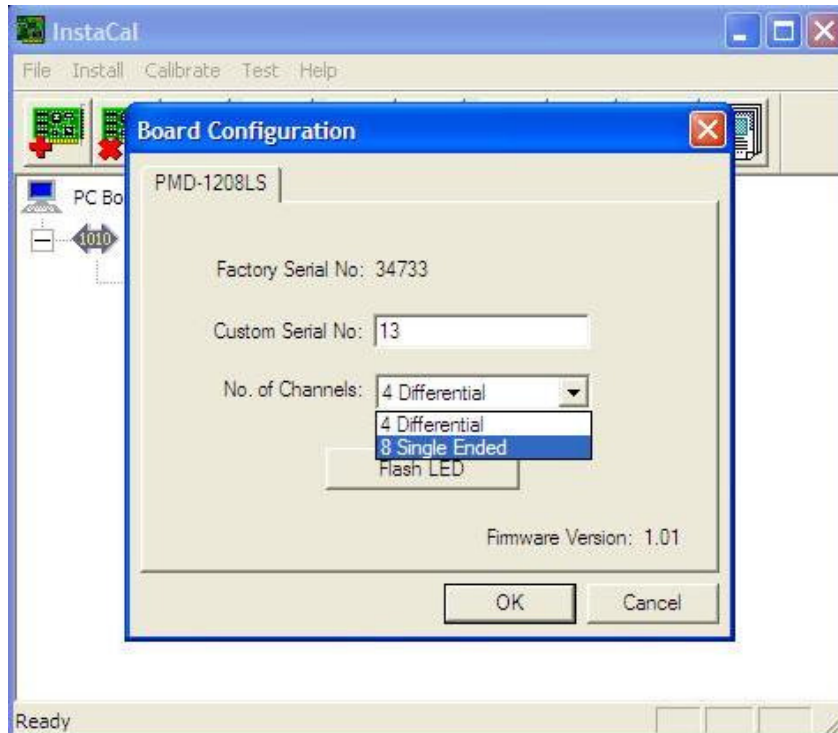 InstaCal
File Install Calibrate Test Help
Board Configuration
PMD-1208LS
PC Bo
1010
Factory Serial No: 34733
Custom Serial No: 13
No. of Channels: 4 Differential
4 Differential
8 Single Ended
Flash LED
Firmware Version: 1.01
OK Cancel
Ready